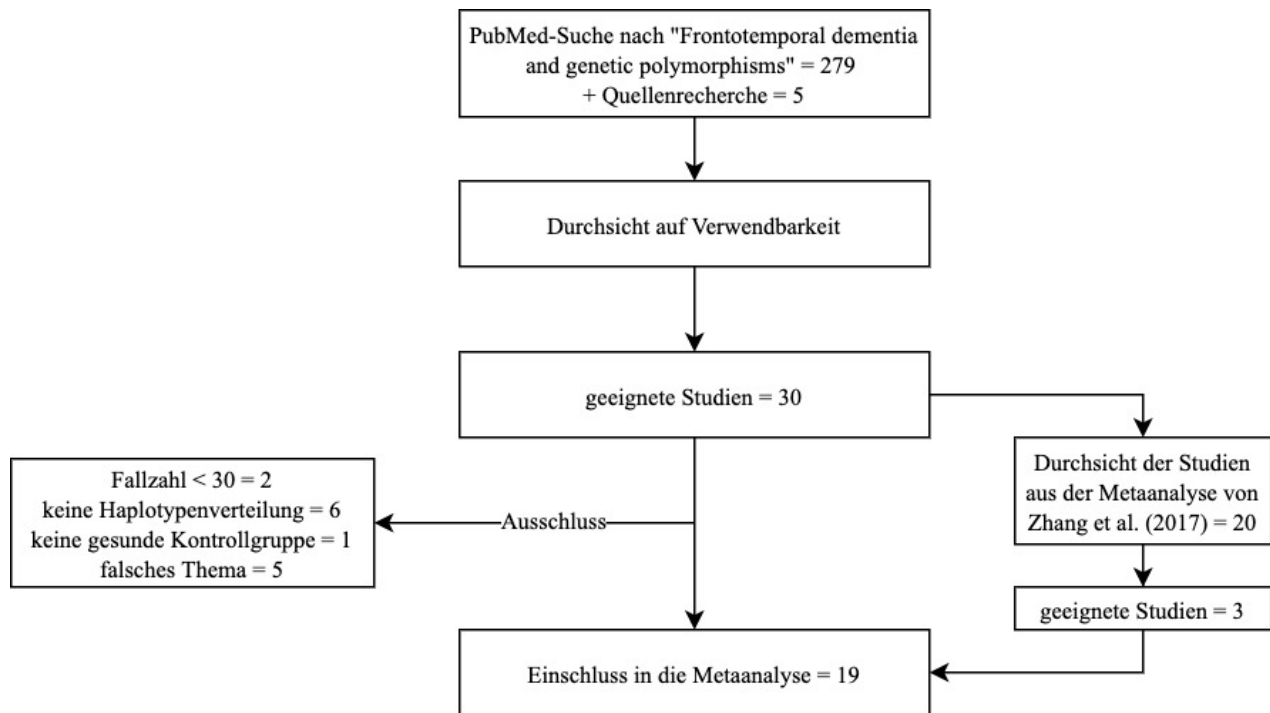 PubMed-Suche nach "Frontotemporal dementia
and genetic polymorphisms" = 279
+ Quellenrecherche = 5
Durchsicht auf Verwendbarkeit
geeignete Studien = 30
Durchsicht der Studien
aus der Metaanalyse von
Zhang et al. (2017) = 20
Fallzahl < 30 = 2
keine Haplotypenverteilung = 6
keine gesunde Kontrollgruppe = 1
falsches Thema = 5
Ausschluss
geeignete Studien = 3
Einschluss in die Metaanalyse = 19